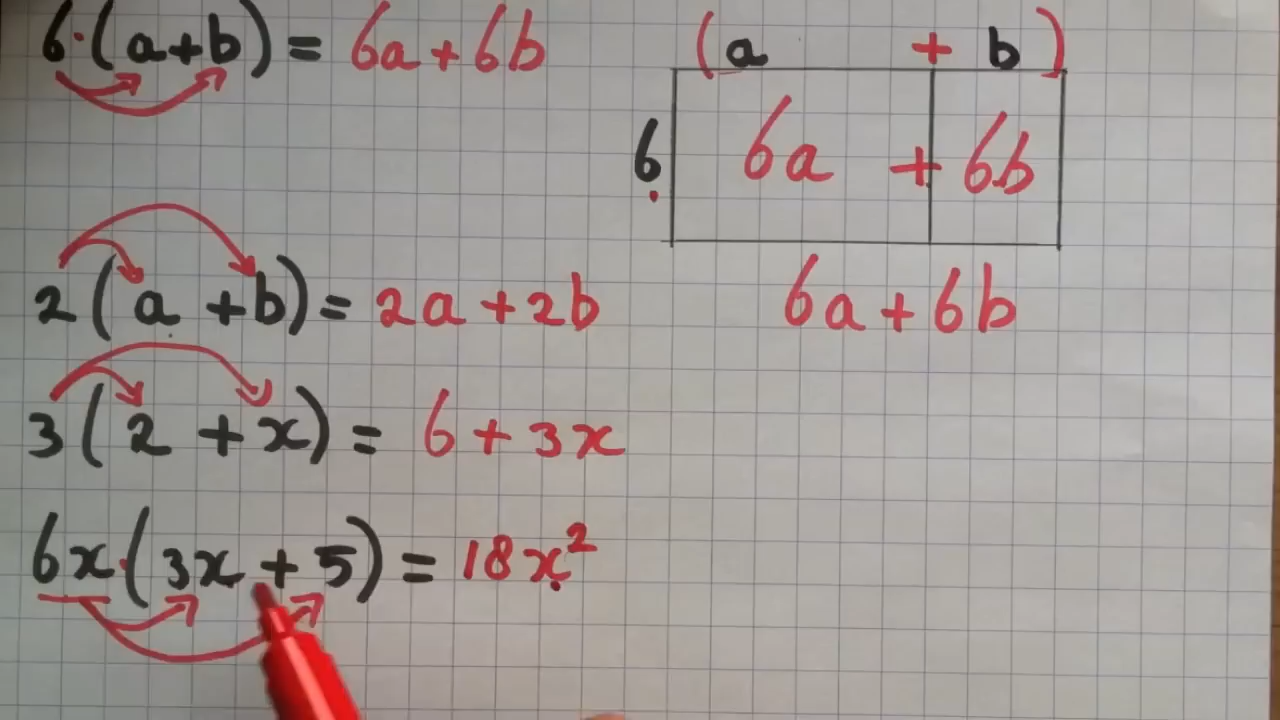 6·(a+b) = 6a+6b
(a + b)
6
6a + 6b
6a+6b
2(a+b) = 2a+2b
3(2+x) = 6+3x
6x·(3x+5) = 18x²